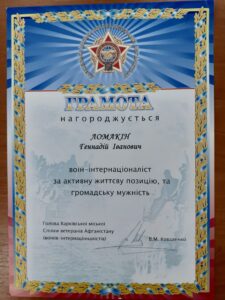 ГРАМОТА
нагороджується
ЛОМАКІН
Геннадій Іванович
воїн-інтернаціоналіст
за активну життєву позицію, та
громадську мужність
Голова Харківської міської
Спілки ветеранів Афганістану
(воїнів-інтернаціоналістів)
В.М.